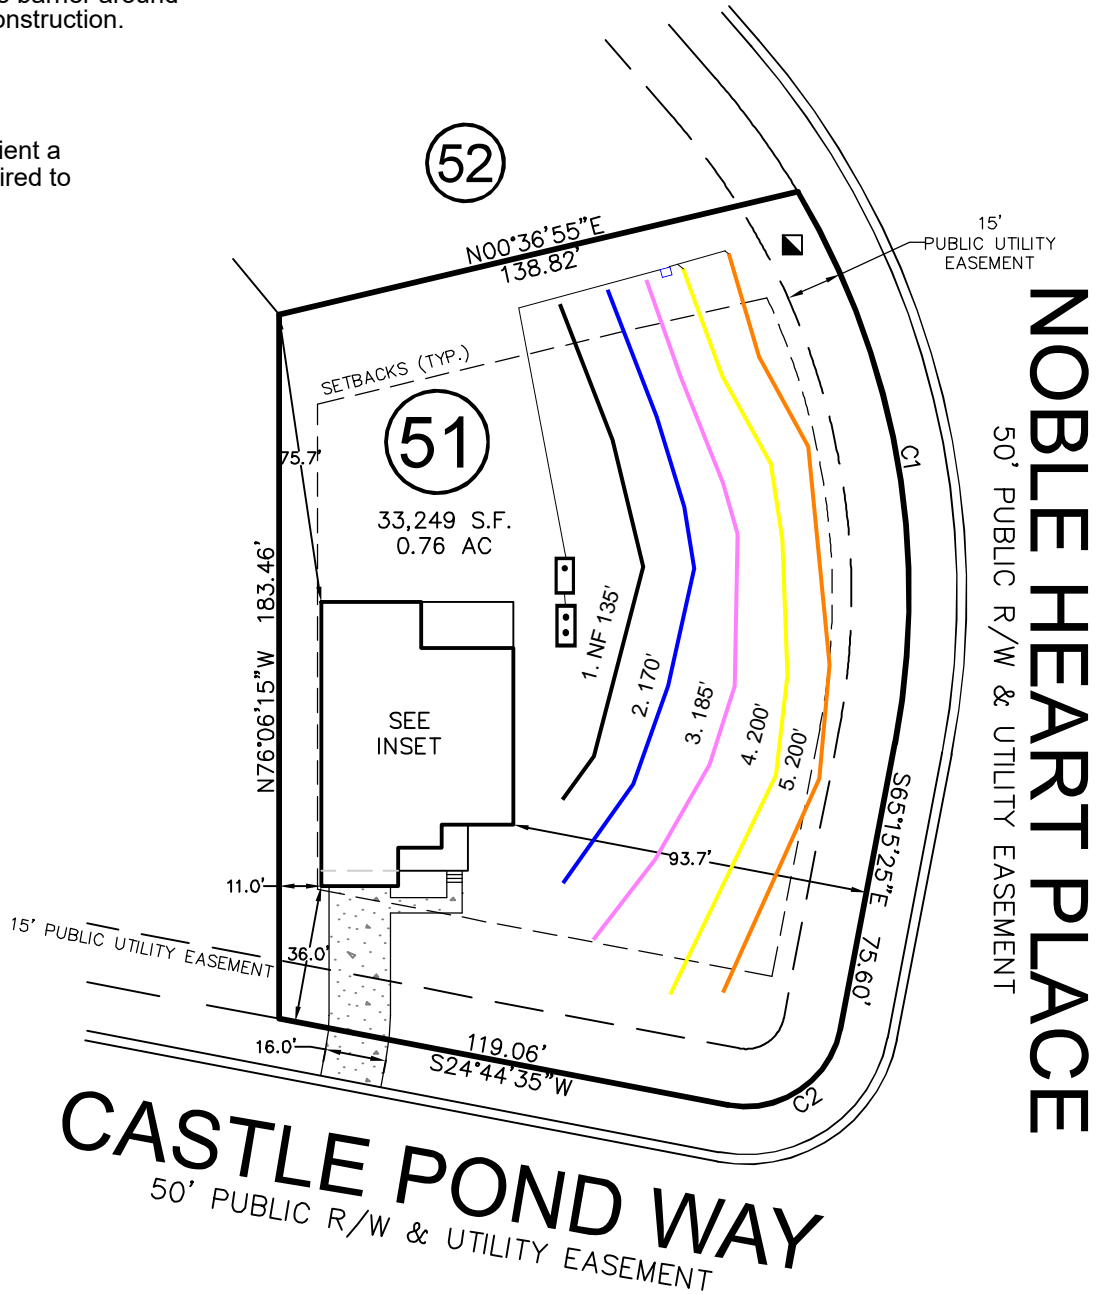 onstruction.
ient a
ired to
52
N00°36'55"E
138.82'
15'
PUBLIC UTILITY
EASEMENT
SETBACKS (TYP.)
51
33,249 S.F.
0.76 AC
75.7'
N76°06'15"W 183.46'
SEE
INSET
1. NF 135'
2. 170'
3. 185'
4. 200'
5. 200'
93.7'
C1
S65°15'25"E 75.60'
NOBLE HEART PLACE
50' PUBLIC R/W & UTILITY EASEMENT
11.0'
15' PUBLIC UTILITY EASEMENT
36.0'
16.0'
119.06'
S24°44'35"W
C2
CASTLE POND WAY
50' PUBLIC R/W & UTILITY EASEMENT